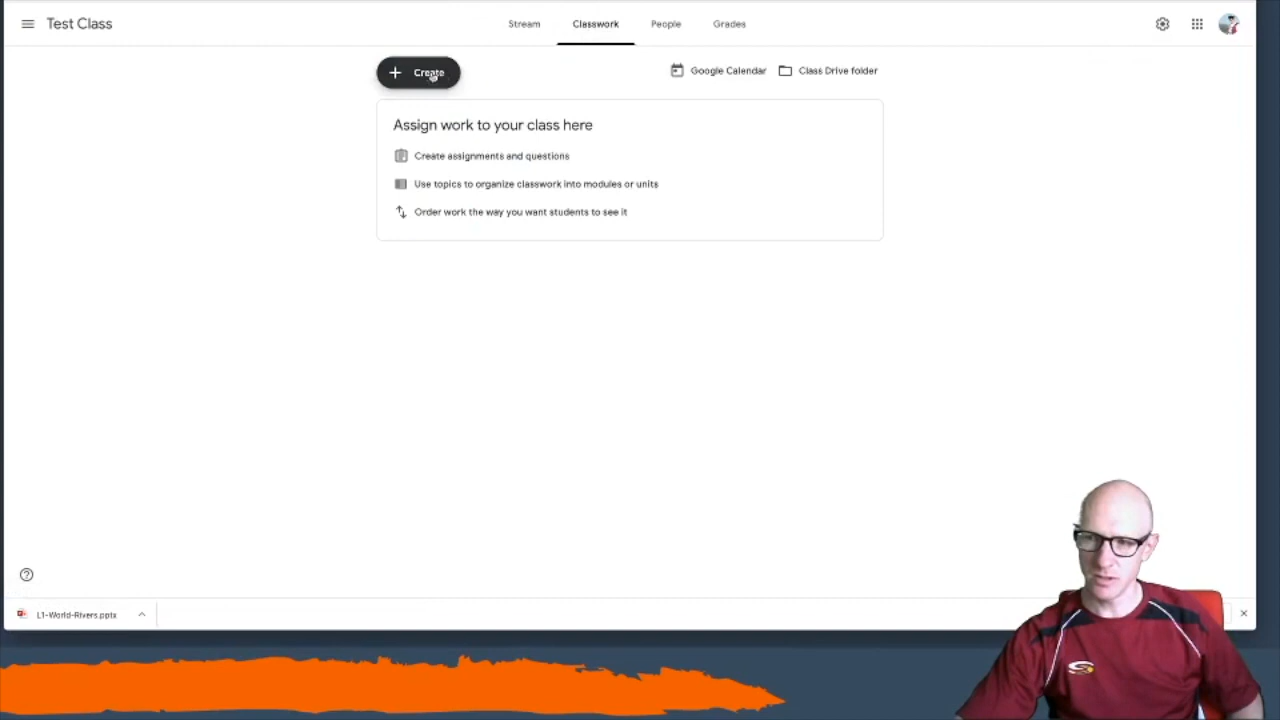 Test Class
Stream
Classwork
People
Grades
Create
Google Calendar
Class Drive folder
Assign work to your class here
Create assignments and questions
Use topics to organize classwork into modules or units
Order work the way you want students to see it
L1-World-Rivers.pptx